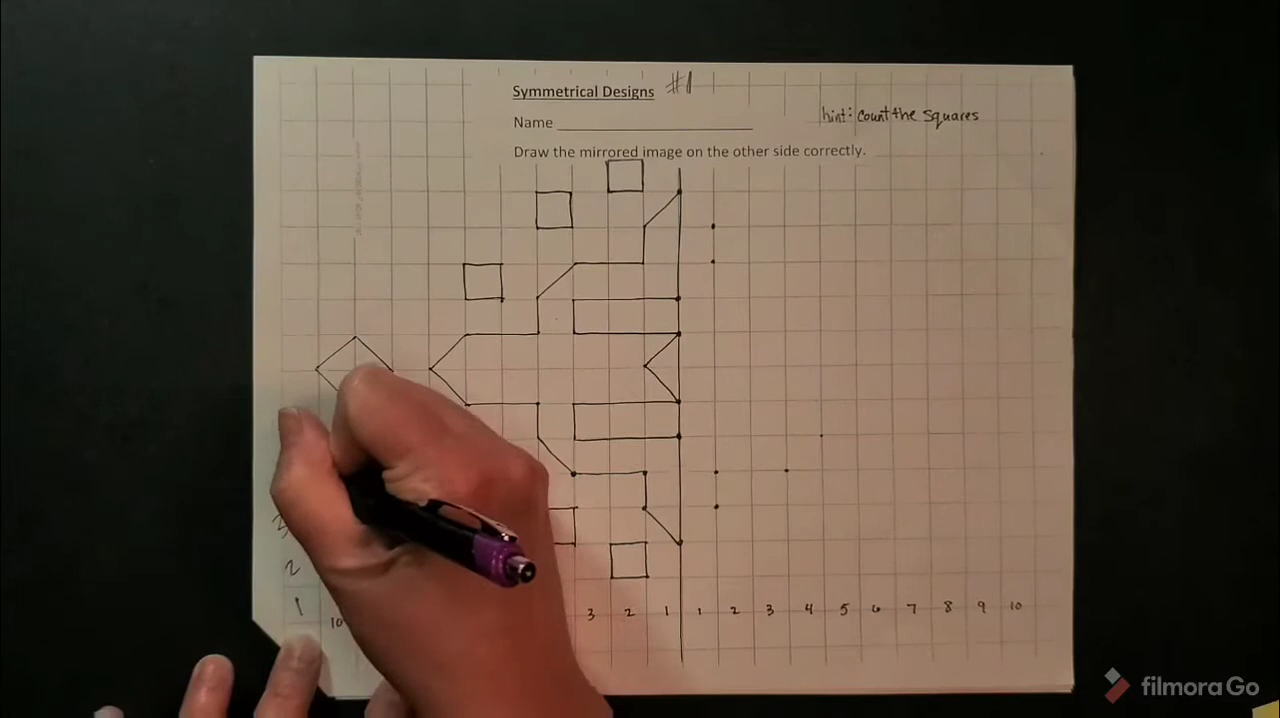 Symmetrical Designs #1
hint: count the squares
Name
Draw the mirrored image on the other side correctly.
3
2
1
10 3 2 1 1 2 3 4 5 6 7 8 9 10
filmora Go